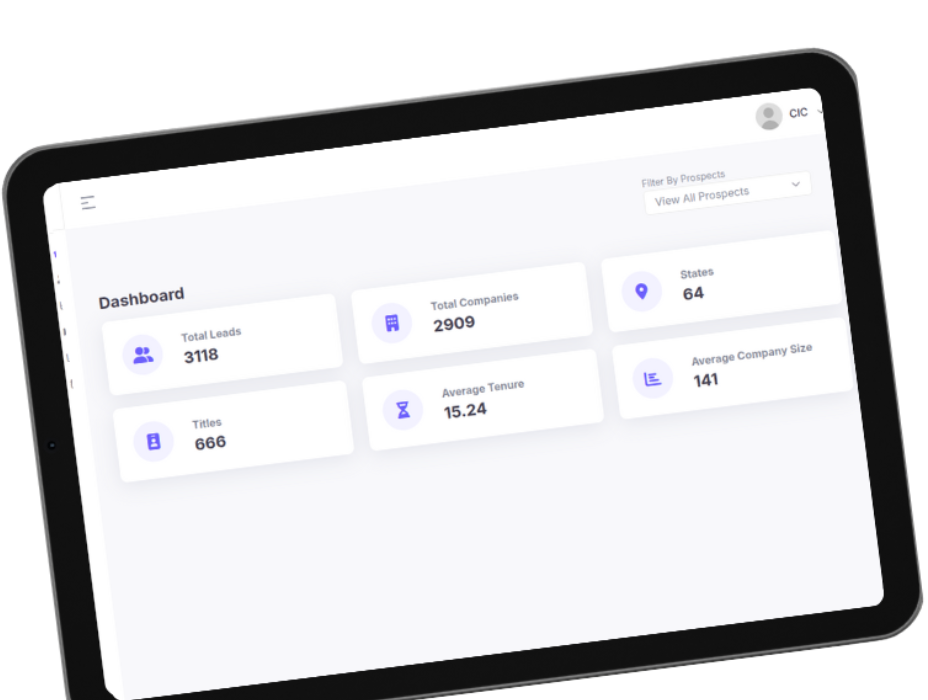 CIC
Filter By Prospects
View All Prospects
Dashboard
Total Leads
3118
Total Companies
2909
States
64
Titles
666
Average Tenure
15.24
Average Company Size
141